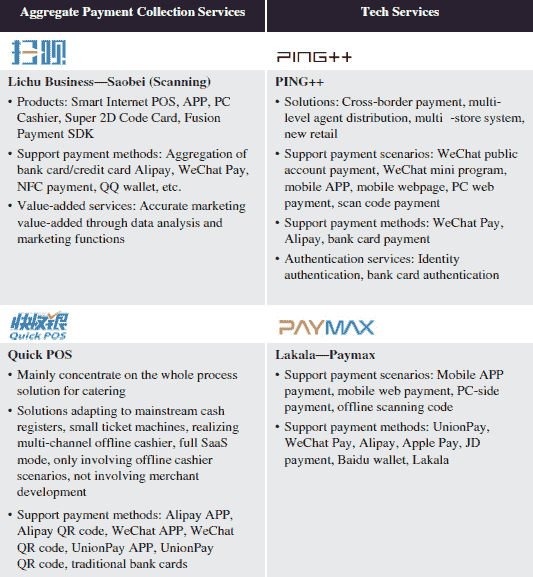 Aggregate Payment Collection Services
Tech Services
扫呗
Lichu Business—Saobei (Scanning)
• Products: Smart Internet POS, APP, PC
Cashier, Super 2D Code Card, Fusion
Payment SDK
• Support payment methods: Aggregation of
bank card/credit card Alipay, WeChat Pay,
NFC payment, QQ wallet, etc.
• Value-added services: Accurate marketing
value-added through data analysis and
marketing functions
PING++
PING++
• Solutions: Cross-border payment, multi-
level agent distribution, multi -store system,
new retail
• Support payment scenarios: WeChat public
account payment, WeChat mini program,
mobile APP, mobile webpage, PC web
payment, scan code payment
• Support payment methods: WeChat Pay,
Alipay, bank card payment
• Authentication services: Identity
authentication, bank card authentication
Quick POS
Quick POS
• Mainly concentrate on the whole process
solution for catering
• Solutions adapting to mainstream cash
registers, small ticket machines, realizing
multi-channel offline cashier, full SaaS
mode, only involving offline cashier
scenarios, not involving merchant
development
• Support payment methods: Alipay APP,
Alipay QR code, WeChat APP, WeChat
QR code, UnionPay APP, UnionPay
QR code, traditional bank cards
PAYMAX
Lakala—Paymax
• Support payment scenarios: Mobile APP
payment, mobile web payment, PC-side
payment, offline scanning code
• Support payment methods: UnionPay,
WeChat Pay, Alipay, Apple Pay, JD
payment, Baidu wallet, Lakala